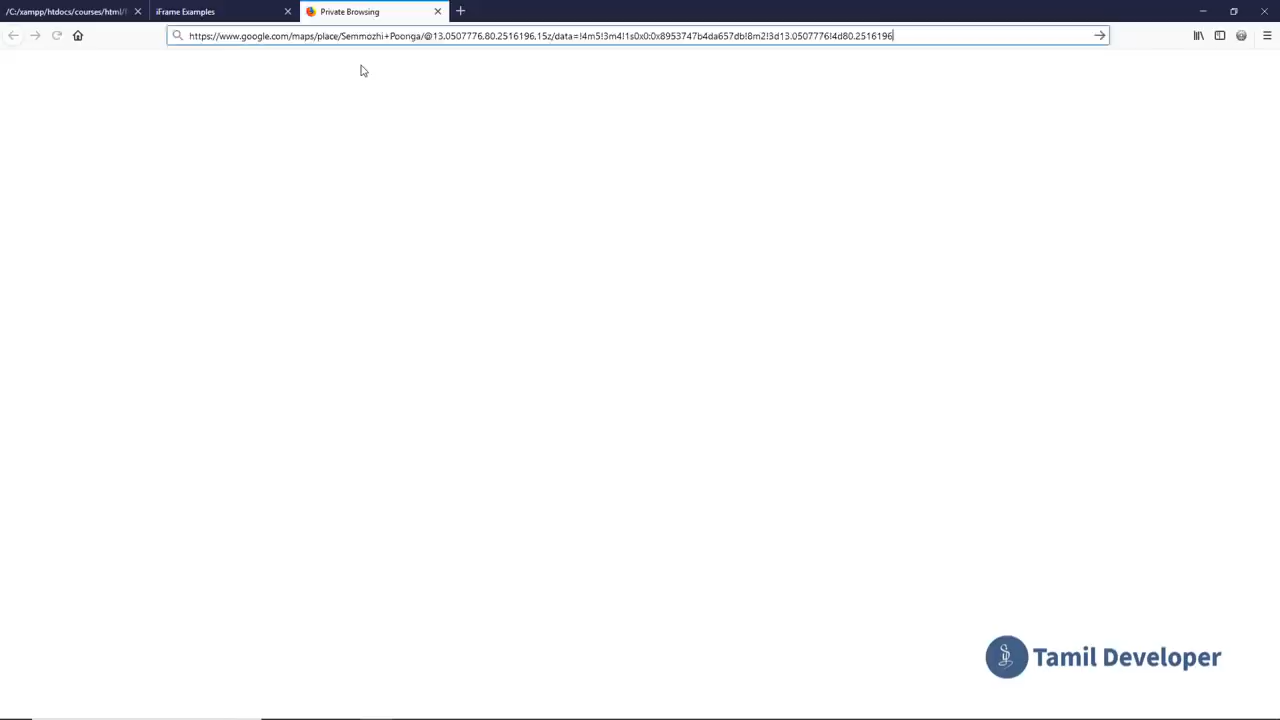 /C:/xampp/htdocs/courses/html/
iFrame Examples
Private Browsing
https://www.google.com/maps/place/Semmozhi+Poonga/@13.0507776,80.2516196,15z/data=!4m5!3m4!1s0x0:0x8953747b4da657db!8m2!3d13.0507776!4d80.2516196
Tamil Developer